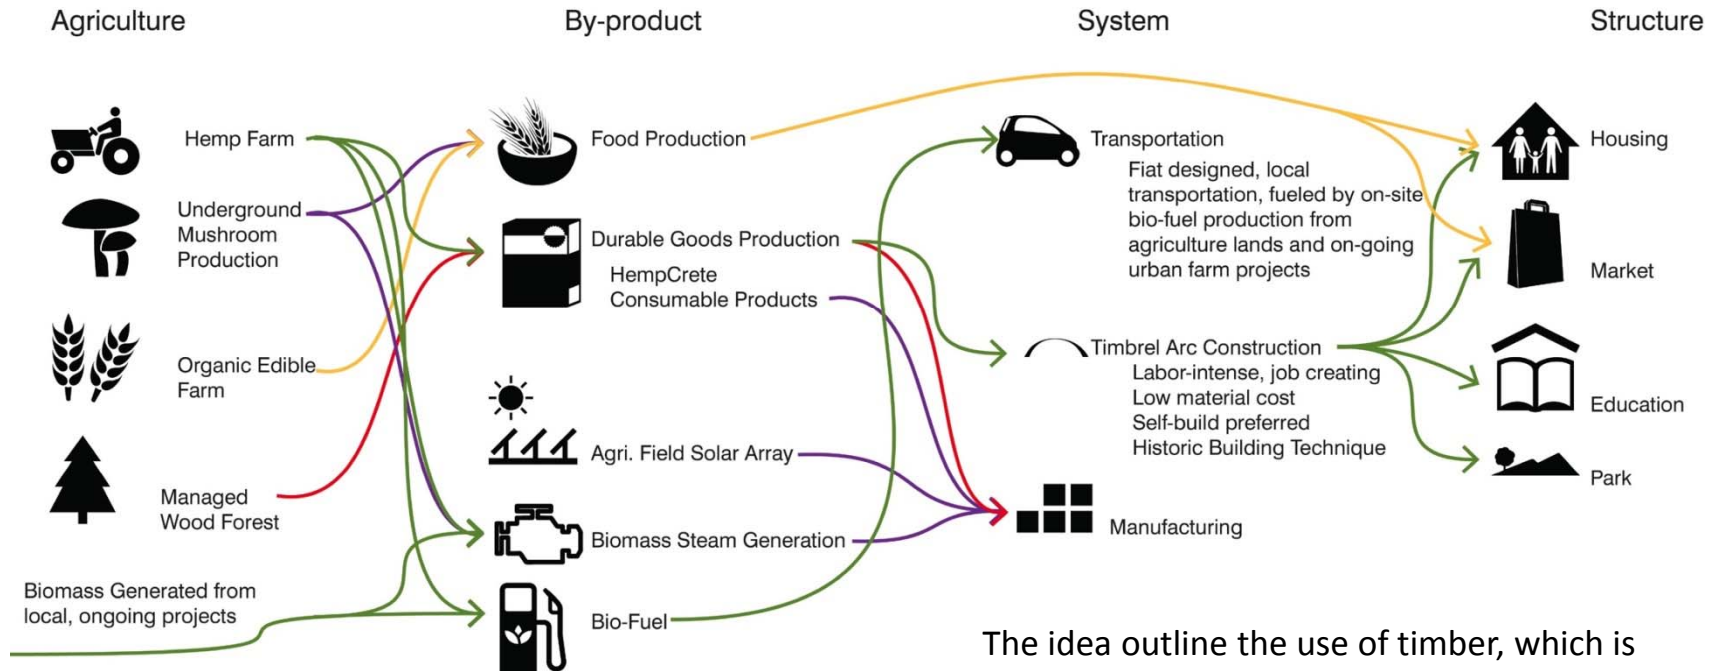 Agriculture
By-product
System
Structure
Hemp Farm
Underground
Mushroom
Production
Organic Edible
Farm
Managed
Wood Forest
Biomass Generated from
local, ongoing projects
Food Production
Durable Goods Production
HempCrete
Consumable Products
Agri. Field Solar Array
Biomass Steam Generation
Bio-Fuel
Transportation
Fiat designed, local
transportation, fueled by on-site
bio-fuel production from
agriculture lands and on-going
urban farm projects
Timbrel Arc Construction
Labor-intense, job creating
Low material cost
Self-build preferred
Historic Building Technique
Manufacturing
Housing
Market
Education
Park
The idea outline the use of timber, which is